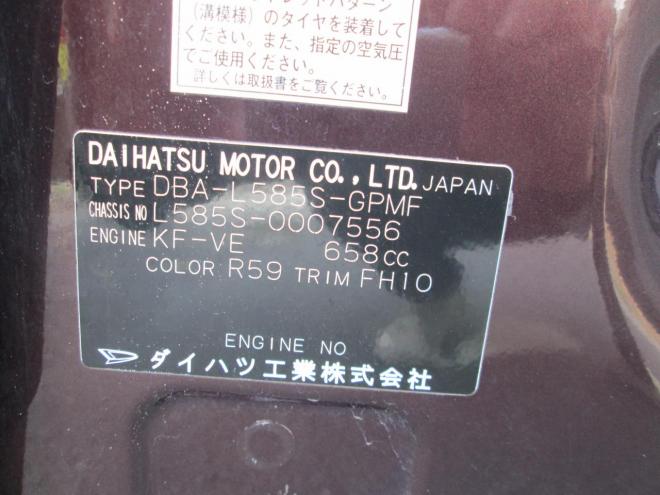 (溝模様)のタイヤを装着して
ください。また、指定の空気圧
でご使用ください。
詳しくは取扱書をご覧ください。
DAIHATSU MOTOR CO., LTD. JAPAN
TYPE DBA-L585S-GPMF
CHASSIS NO L585S-0007556
ENGINE KF-VE 658CC
COLOR R59 TRIM FH10
ENGINE NO
ダイハツ工業株式会社